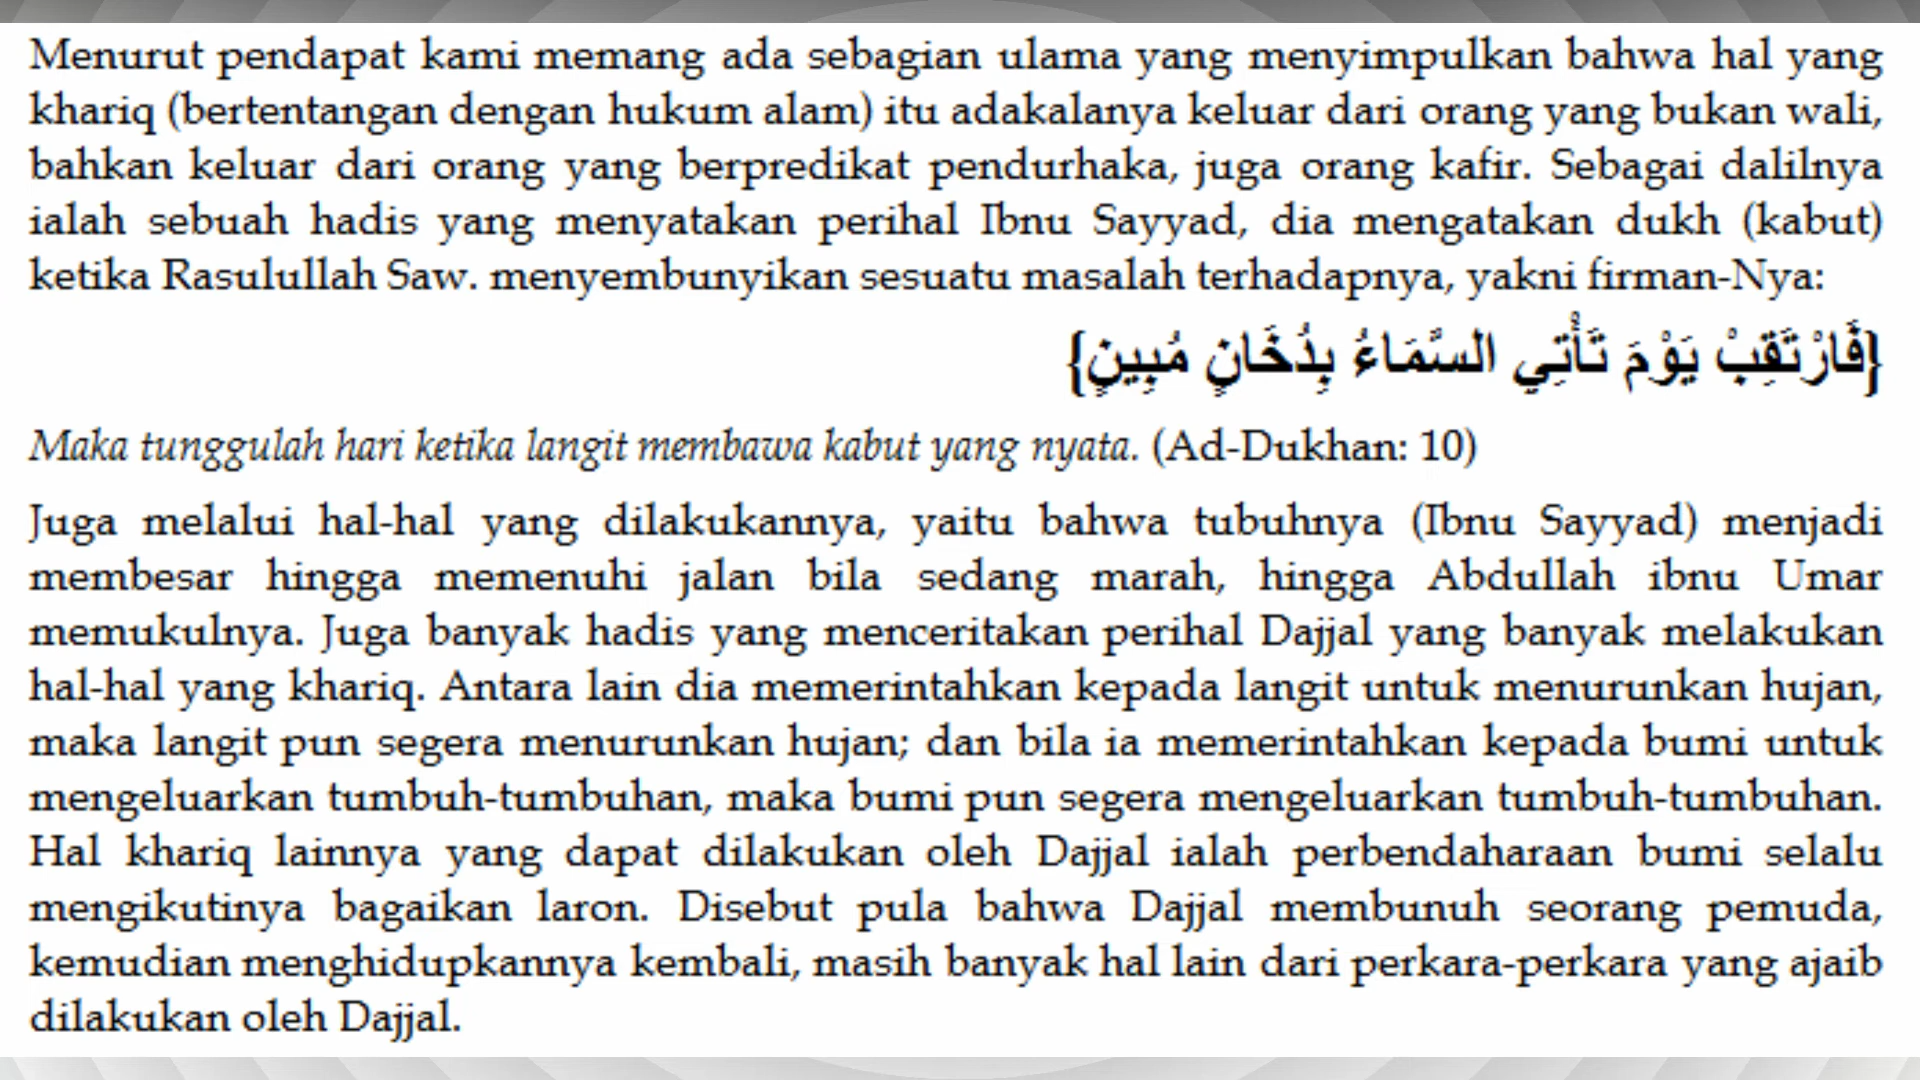 Menurut pendapat kami memang ada sebagian ulama yang menyimpulkan bahwa hal yang
khariq (bertentangan dengan hukum alam) itu adakalanya keluar dari orang yang bukan wali,
bahkan keluar dari orang yang berpredikat pendurhaka, juga orang kafir. Sebagai dalilnya
ialah sebuah hadis yang menyatakan perihal Ibnu Sayyad, dia mengatakan dukh (kabut)
ketika Rasulullah Saw. menyembunyikan sesuatu masalah terhadapnya, yakni firman-Nya:
{فَارْتَقِبْ يَوْمَ تَأْتِي السَّمَاءُ بِدُخَانٍ مُبِينٍ}
Maka tunggulah hari ketika langit membawa kabut yang nyata. (Ad-Dukhan: 10)
Juga melalui hal-hal yang dilakukannya, yaitu bahwa tubuhnya (Ibnu Sayyad) menjadi
membesar hingga memenuhi jalan bila sedang marah, hingga Abdullah ibnu Umar
memukulnya. Juga banyak hadis yang menceritakan perihal Dajjal yang banyak melakukan
hal-hal yang khariq. Antara lain dia memerintahkan kepada langit untuk menurunkan hujan,
maka langit pun segera menurunkan hujan; dan bila ia memerintahkan kepada bumi untuk
mengeluarkan tumbuh-tumbuhan, maka bumi pun segera mengeluarkan tumbuh-tumbuhan.
Hal khariq lainnya yang dapat dilakukan oleh Dajjal ialah perbendaharaan bumi selalu
mengikutinya bagaikan laron. Disebut pula bahwa Dajjal membunuh seorang pemuda,
kemudian menghidupkannya kembali, masih banyak hal lain dari perkara-perkara yang ajaib
dilakukan oleh Dajjal.